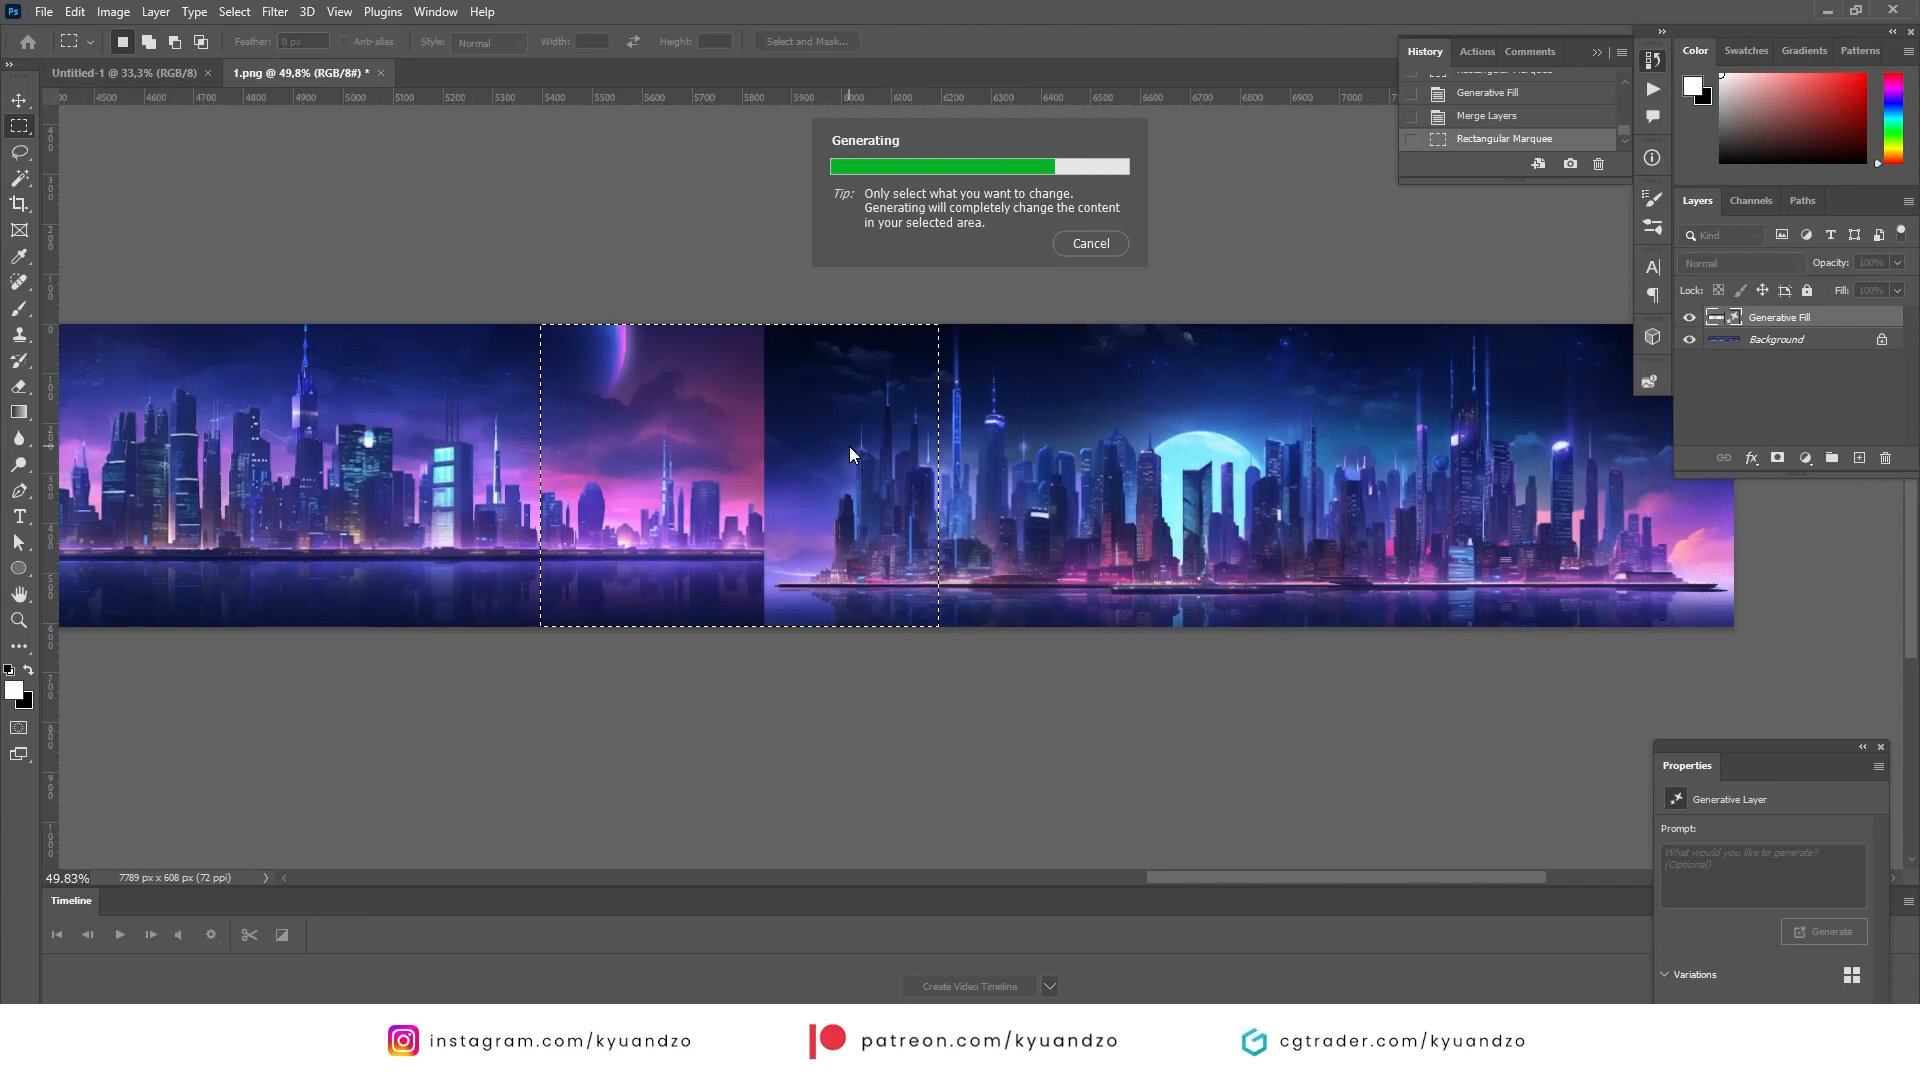 Ps File Edit Image Layer Type Select Filter 3D View Plugins Window Help
Feather: 0 px Anti-alias Style: Normal Width: Height: Select and Mask...
Untitled-1 @ 33,3% (RGB/8) × 1.png @ 49,8% (RGB/8#) * ×
4500 4600 4700 4800 4900 5000 5100 5200 5300 5400 5500 5600 5700 5800 5900 6000 6100 6200 6300 6400 6500 6600 6700 6800 6900 7000
Generating
Tip: Only select what you want to change.
Generating will completely change the content
in your selected area.
Cancel
History Actions Comments
Rectangular Marquee
Generative Fill
Merge Layers
Rectangular Marquee
Color Swatches Gradients Patterns
Layers Channels Paths
Kind
Normal Opacity: 100%
Lock: Fill: 100%
Generative Fill
Background
Properties
Generative Layer
Prompt:
What would you like to generate?
(Optional)
Generate
Variations
49.83% 7789 px x 608 px (72 ppi)
Timeline
Create Video Timeline
instagram.com/kyuandzo
patreon.com/kyuandzo
cgtrader.com/kyuandzo